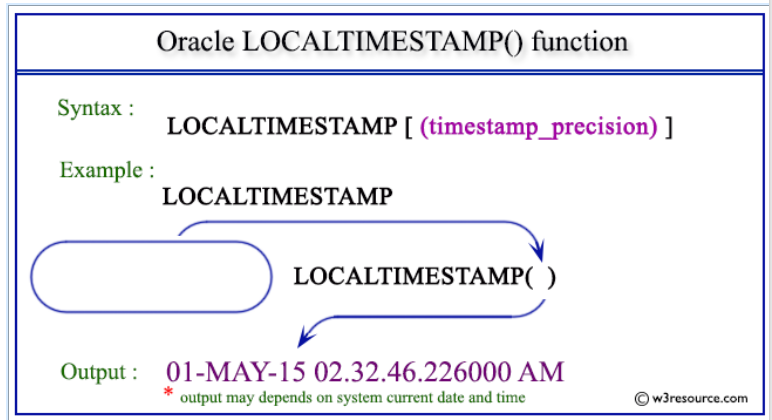 Oracle LOCALTIMESTAMP() function
Syntax :
LOCALTIMESTAMP [ (timestamp_precision) ]
Example :
LOCALTIMESTAMP
LOCALTIMESTAMP( )
Output : 01-MAY-15 02.32.46.226000 AM
* output may depends on system current date and time
© w3resource.com